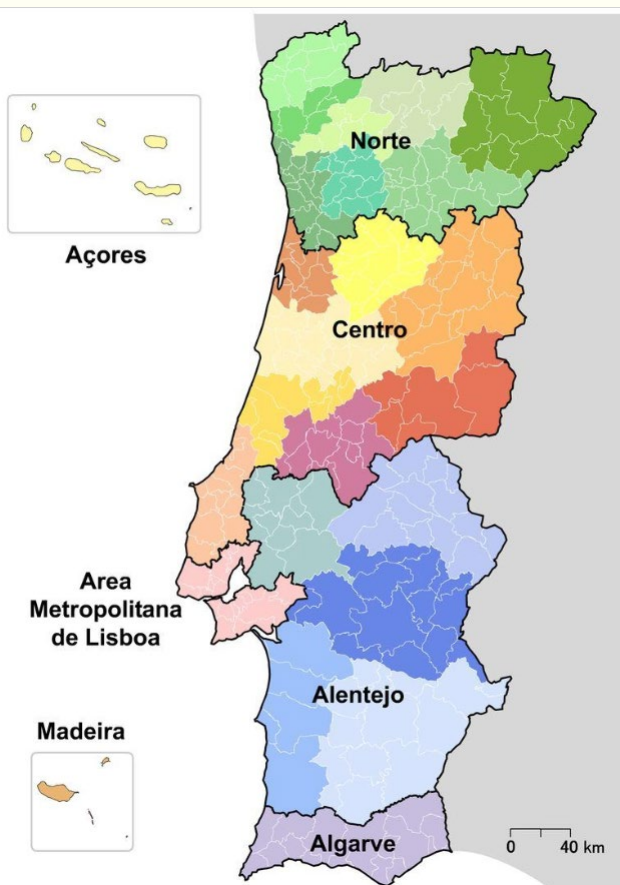 Norte
Açores
Centro
Area
Metropolitana
de Lisboa
Alentejo
Madeira
Algarve
0 40 km